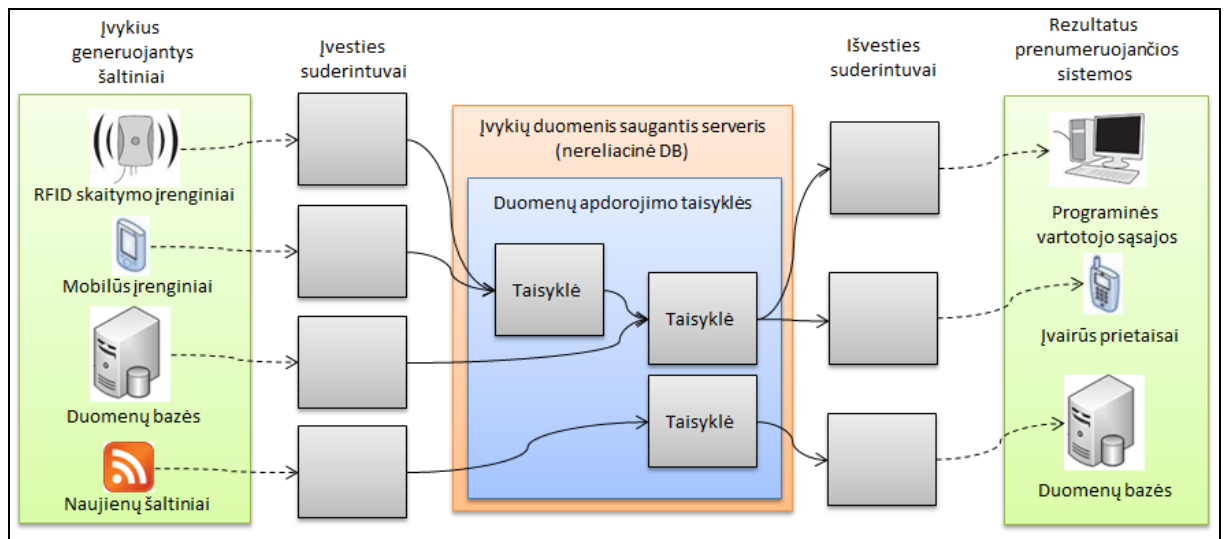 Įvykius
generuojantys
šaltiniai
RFID skaitymo įrenginiai
Mobilūs įrenginiai
Duomenų bazės
Naujienų šaltiniai
Įvesties
suderintuvai
Įvykių duomenis saugantis serveris
(nereliacinė DB)
Duomenų apdorojimo taisyklės
Taisyklė
Taisyklė
Taisyklė
Išvesties
suderintuvai
Rezultatus
prenumeruojančios
sistemos
Programinės
vartotojo sąsajos
Įvairūs prietaisai
Duomenų bazės